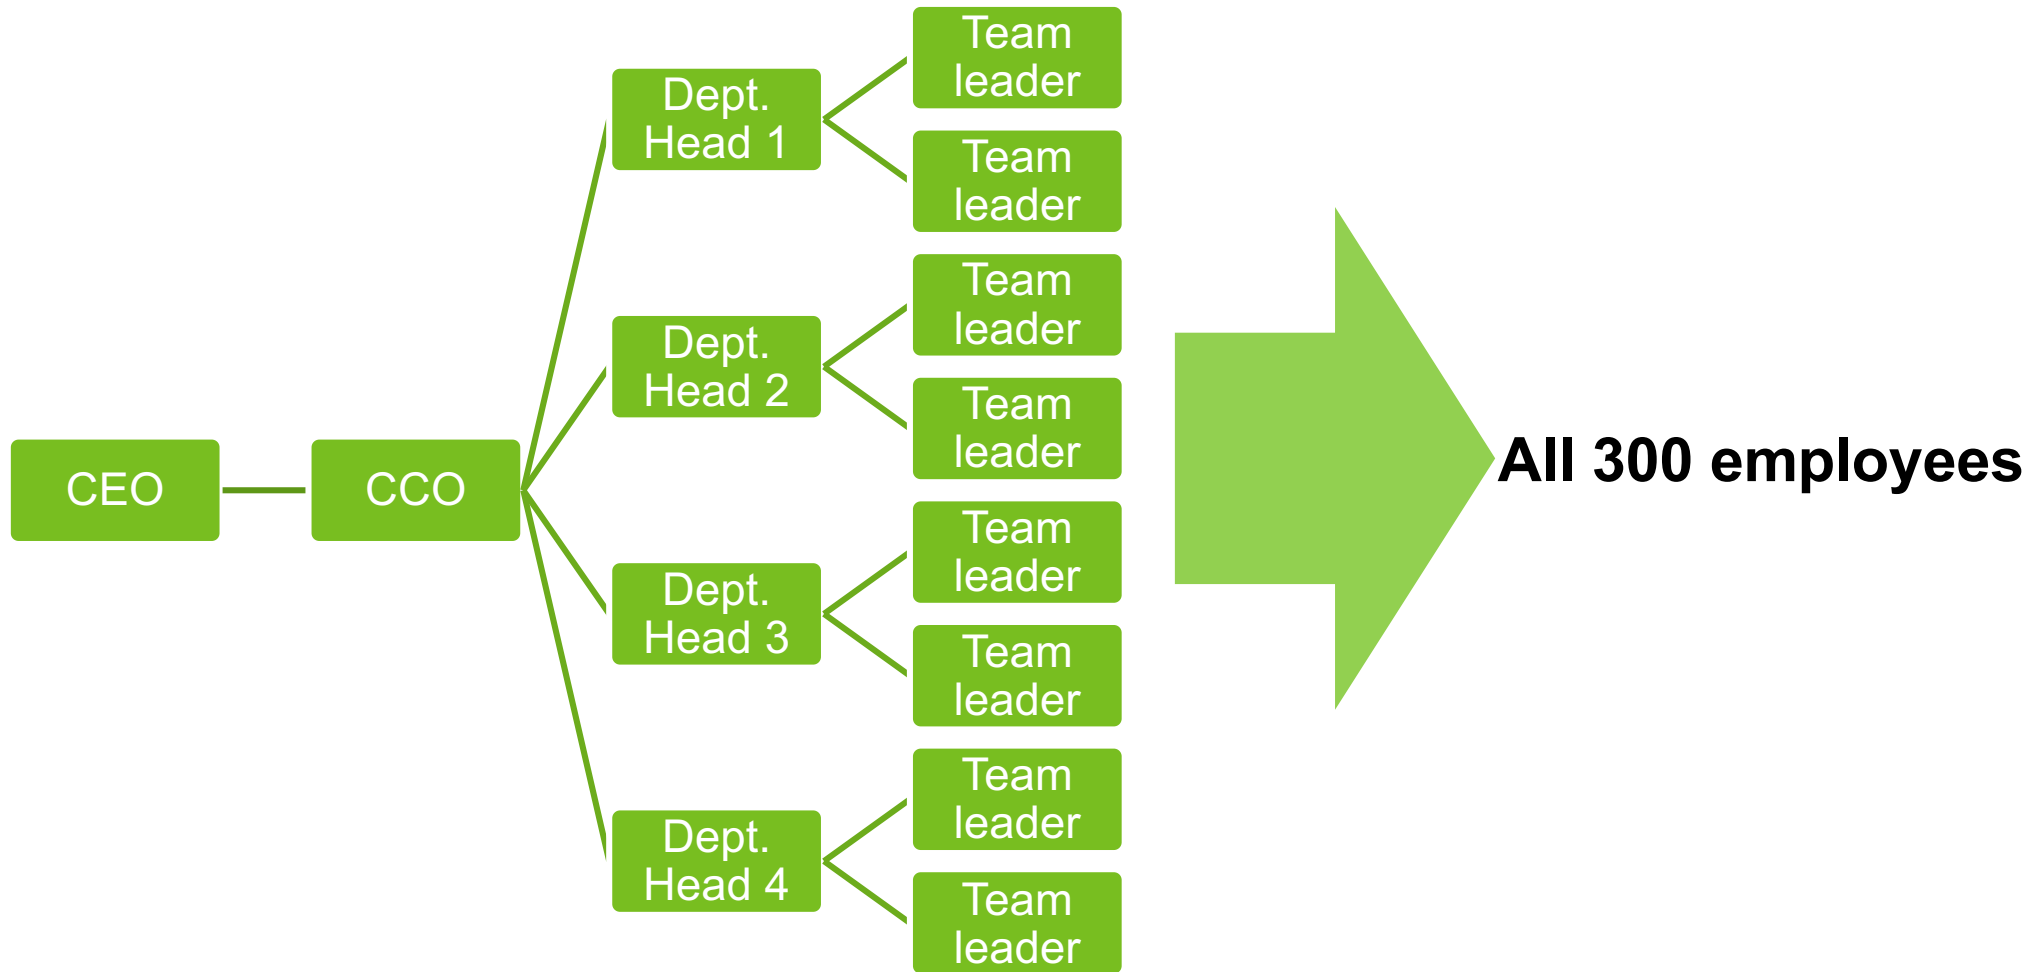 CEO
CCO
Dept.
Head 1
Team
leader
Team
leader
Dept.
Head 2
Team
leader
Team
leader
Dept.
Head 3
Team
leader
Team
leader
Dept.
Head 4
Team
leader
Team
leader
All 300 employees